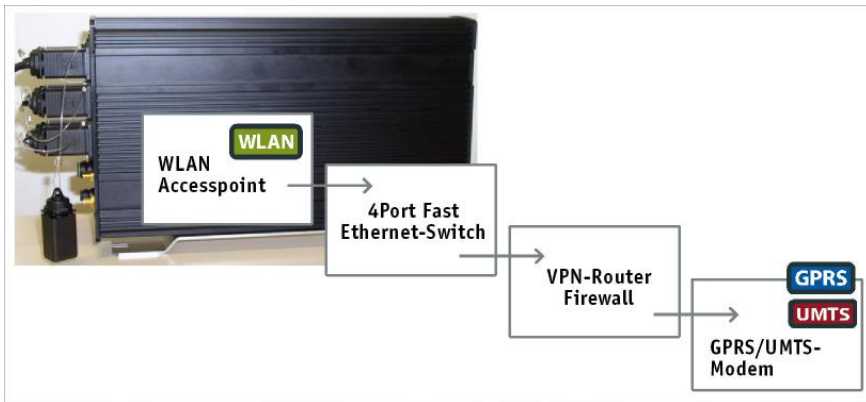 WLAN
WLAN
Accesspoint
4Port Fast
Ethernet-Switch
VPN-Router
Firewall
GPRS
UMTS
GPRS/UMTS-
Modem